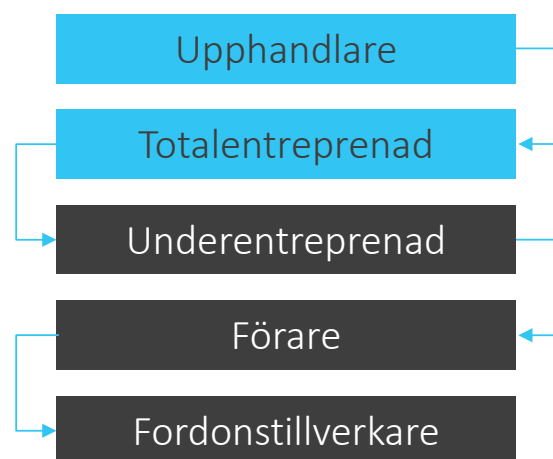 Upphandlare
Totalentreprenad
Underentreprenad
Förare
Fordonstillverkare